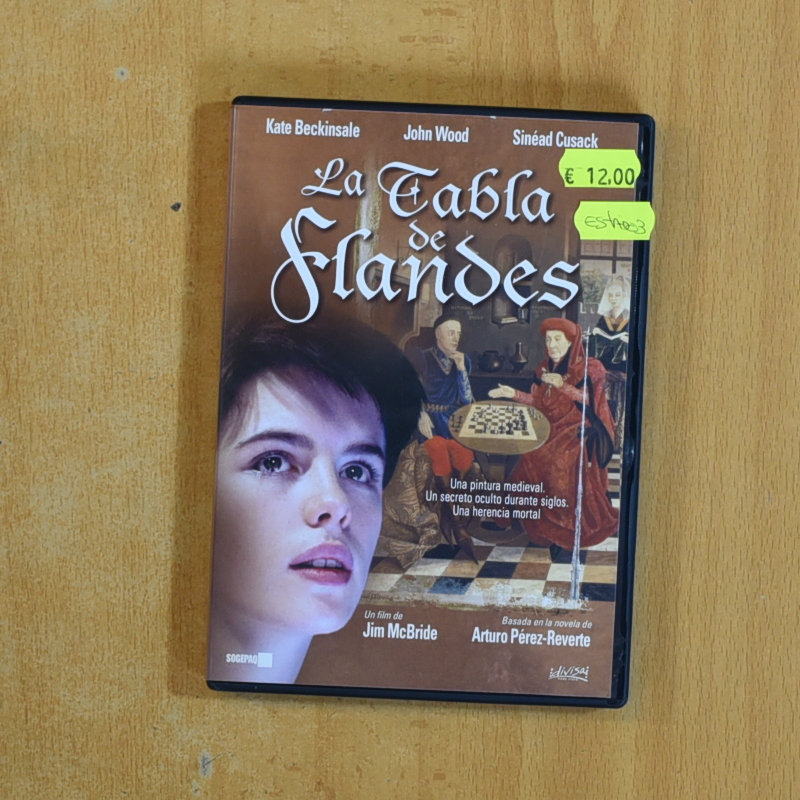 Kate Beckinsale John Wood Sinéad Cusack
€ 12,00
La Tabla
de
Flandes
Una pintura medieval.
Un secreto oculto durante siglos.
Una herencia mortal
Un film de
Jim McBride
Basada en la novela de
Arturo Pérez-Reverte
SOGEPAQ
divisa